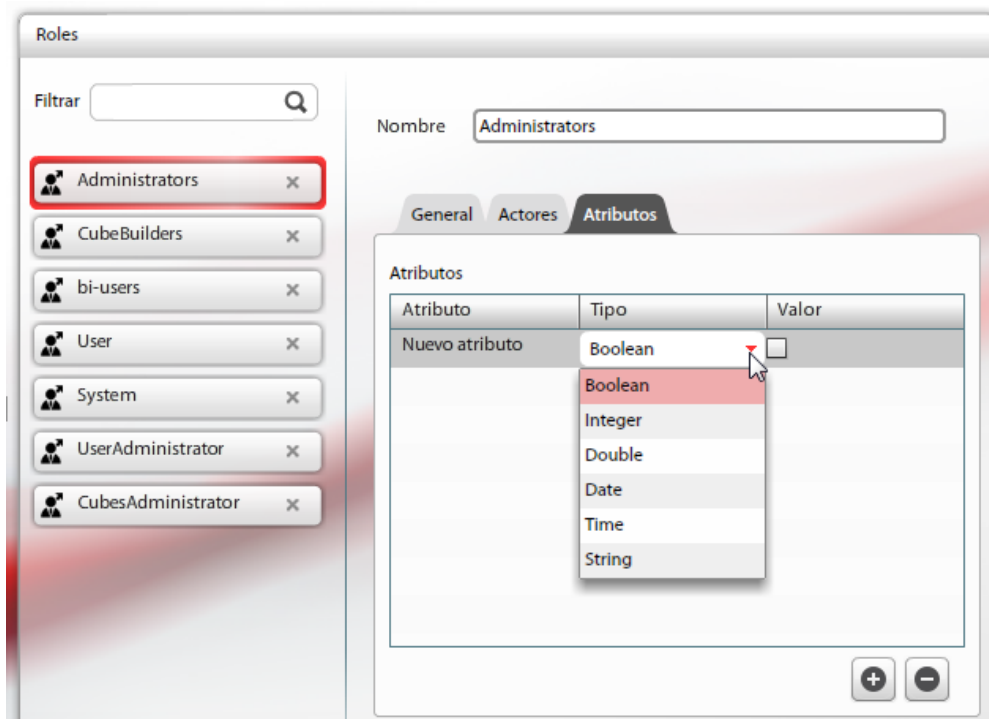 Roles
Filtrar
Administrators
CubeBuilders
bi-users
User
System
UserAdministrator
CubesAdministrator
Nombre Administrators
General Actores Atributos
Atributos
Atributo Tipo Valor
Nuevo atributo Boolean
Boolean
Integer
Double
Date
Time
String